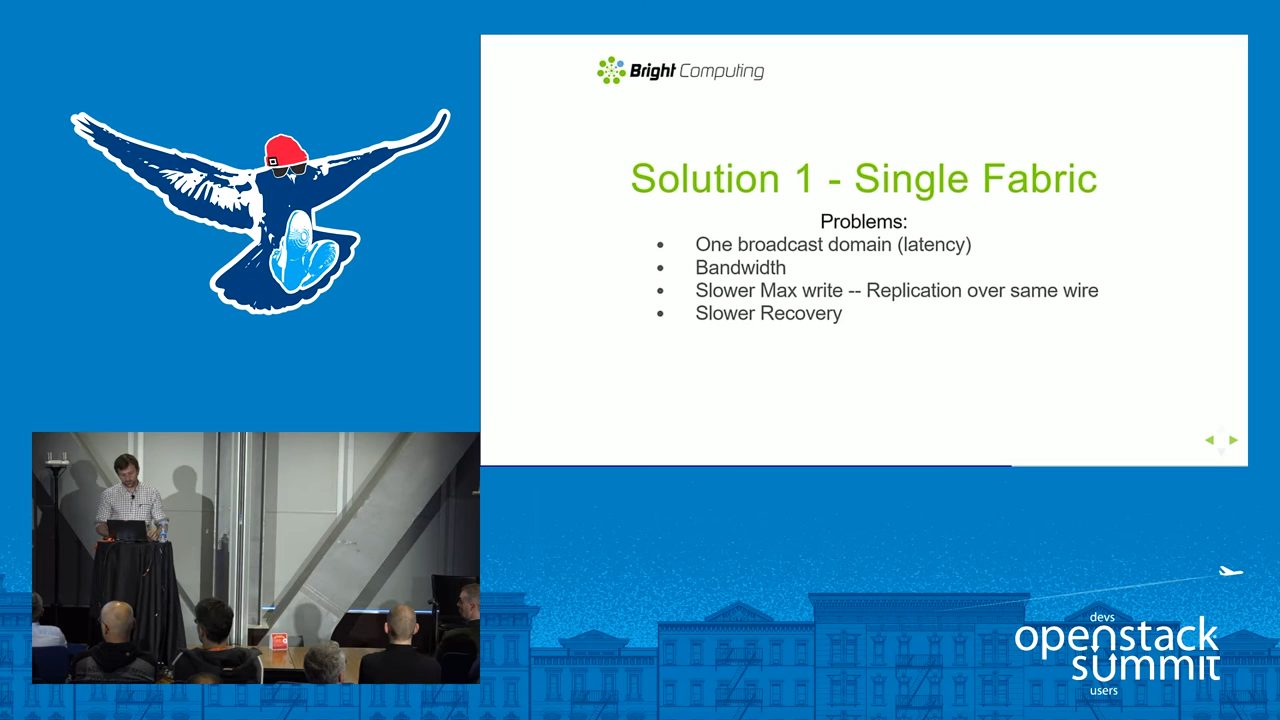 Bright Computing
Solution 1 - Single Fabric
Problems:
• One broadcast domain (latency)
• Bandwidth
• Slower Max write -- Replication over same wire
• Slower Recovery
devs
openstack
summit
users